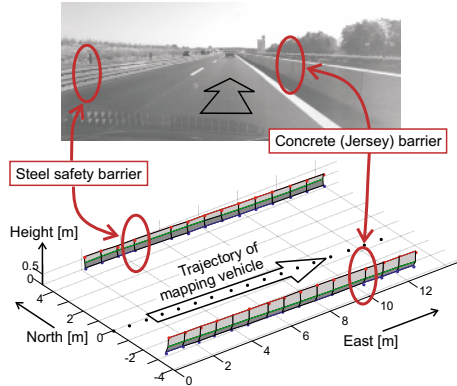 Steel safety barrier
Concrete (Jersey) barrier
Height [m]
0.5
0
4
2
0
-2
-4
North [m]
Trajectory of
mapping vehicle
0
2
4
6
8
10
12
East [m]